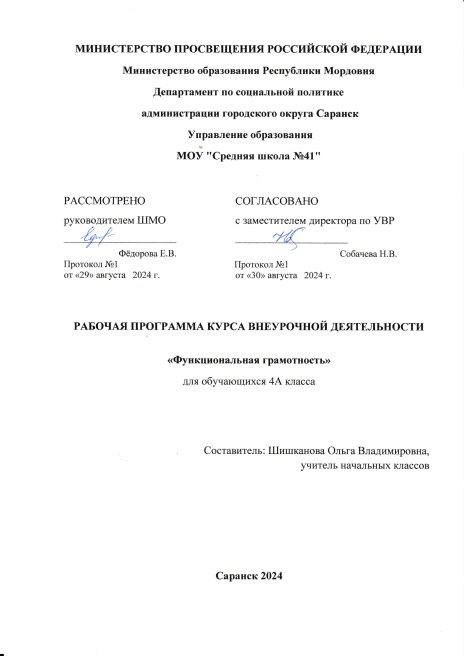 МИНИСТЕРСТВО ПРОСВЕЩЕНИЯ РОССИЙСКОЙ ФЕДЕРАЦИИ
Министерство образования Республики Мордовия
Департамент по социальной политике
администрации городского округа Саранск
Управление образования
МОУ "Средняя школа №41"
РАССМОТРЕНО
руководителем ШМО
Фёдорова Е.В.
Протокол №1
от «29» августа 2024 г.
СОГЛАСОВАНО
с заместителем директора по УВР
Собачева Н.В.
Протокол №1
от «30» августа 2024 г.
РАБОЧАЯ ПРОГРАММА КУРСА ВНЕУРОЧНОЙ ДЕЯТЕЛЬНОСТИ
«Функциональная грамотность»
для обучающихся 4А класса
Составитель: Шишканова Ольга Владимировна,
учитель начальных классов
Саранск 2024